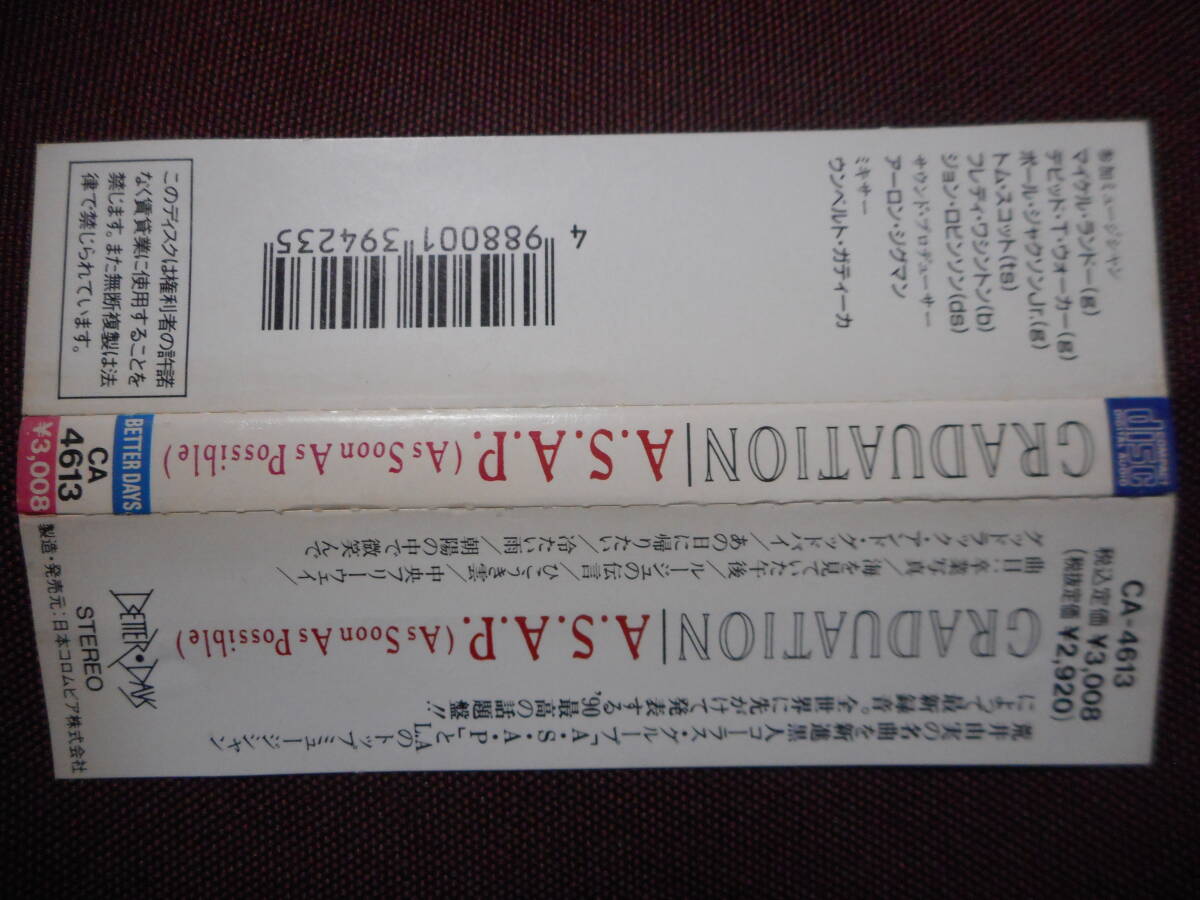 参加ミュージシャン
マイケル・ランドー(g)
デビッド・T・ウォーカー(g)
ポール・ジャクソンJr.(g)
トム・スコット(ts)
フレディ・ワシントン(b)
ジョン・ロビンソン(ds)
サウンド・プロデューサー
アーロン・ジグマン
ミキサー
ウンベルト・ガティーカ
4 988001 394235
このディスクは権利者の許諾
なく賃貸業に使用することを
禁じます。また無断複製は法
律で禁じられています。
COMPACT
disc
DIGITAL AUDIO
GRADUATION|A.S.A.P. (As Soon As Possible)
BETTER DAYS
CA
4613
¥3,008
CA-4613
税込定価 ¥3,008
(税抜定価 ¥2,920)
荒井由実の名曲を新進黒人コーラス・グループ「A・S・A・P」とL.A.のトップミュージシャン
によって最新録音。全世界に先がけて発表する'90最高の話題盤!!
GRADUATION|A.S.A.P. (As Soon As Possible)
曲目:卒業写真/海を見ていた午後/ルージュの伝言/ひこうき雲/中央フリーウェイ/
グッドラック・アンド・グッドバイ/あの日に帰りたい/冷たい雨/朝陽の中で微笑んで
BETTER・DAYS
STEREO
製造・発売元:日本コロムビア株式会社